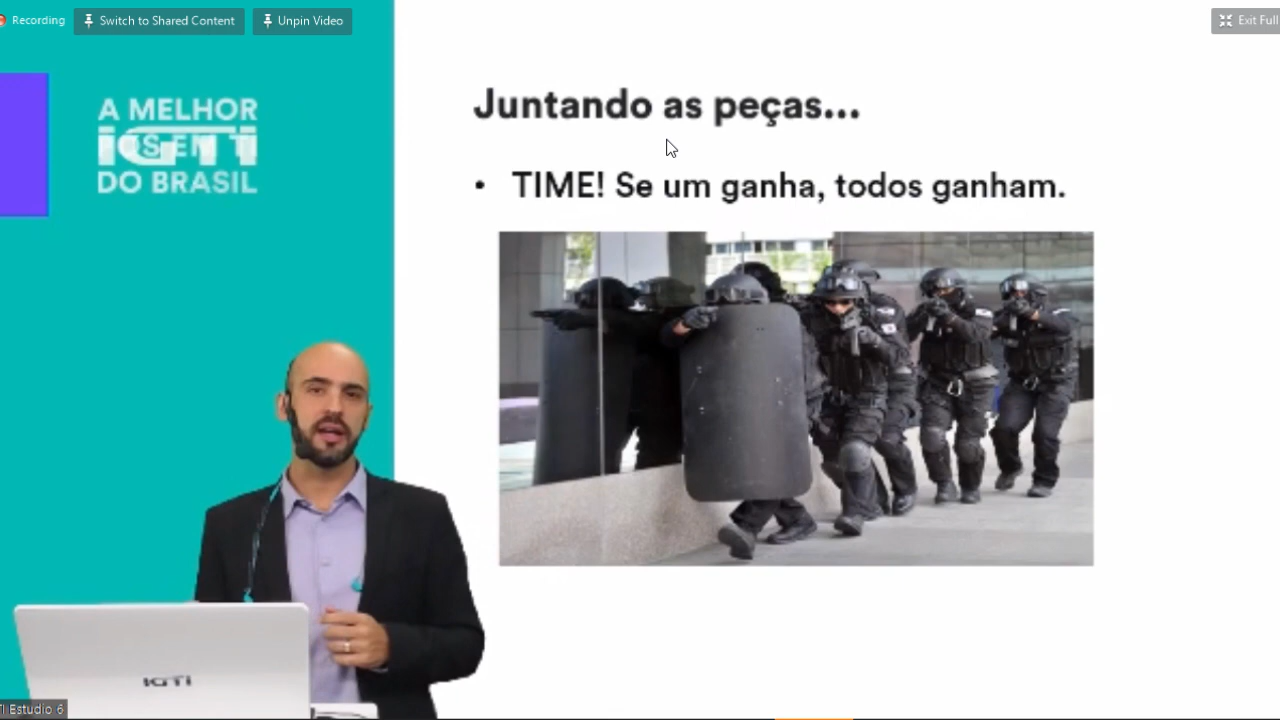 Recording
Switch to Shared Content
Unpin Video
Exit Full
A MELHOR
IGTI
DO BRASIL
Juntando as peças...
• TIME! Se um ganha, todos ganham.
IGTI
I Estudio 6